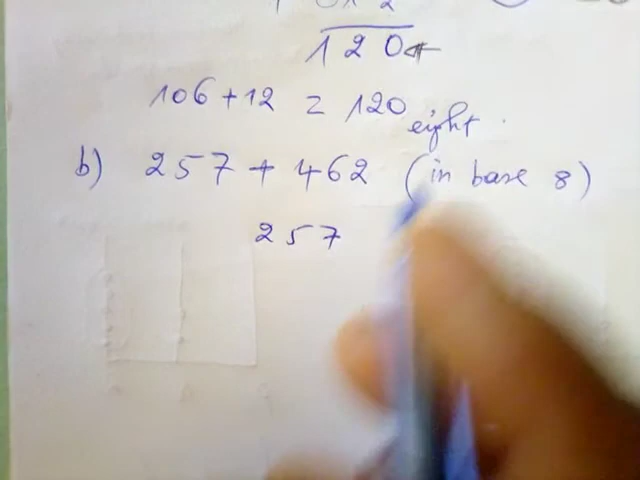 120
106 + 12 = 120 eight.
b) 257 + 462 (in base 8)
257